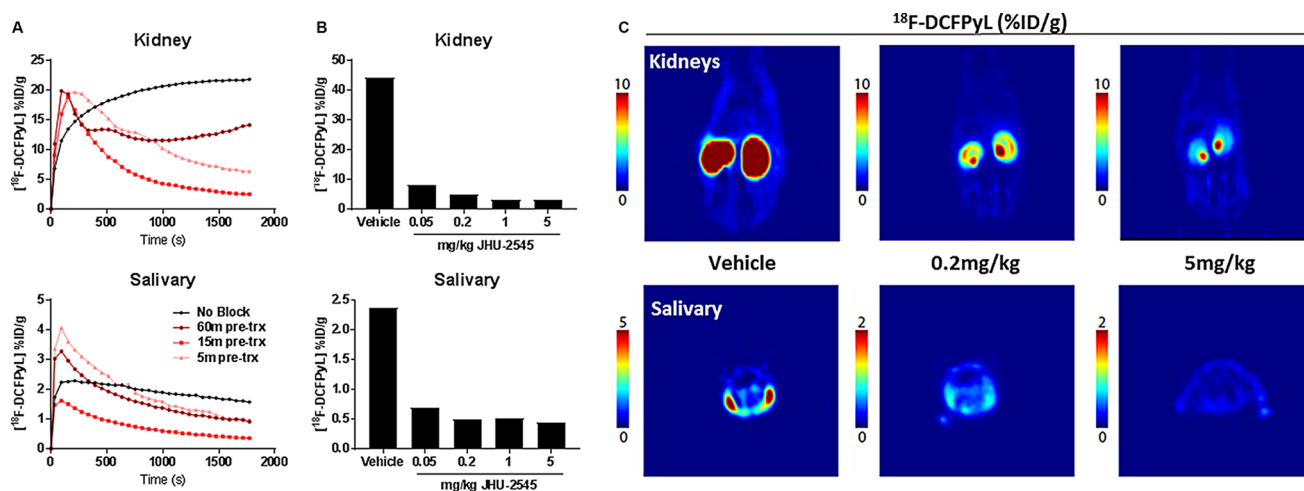 A
Kidney
[¹⁸F-DCFPyL] %ID/g
25
20
15
10
5
0
0 500 1000 1500 2000
Time (s)
Salivary
[¹⁸F-DCFPyL] %ID/g
5
4
3
2
1
0
No Block
60m pre-trx
15m pre-trx
5m pre-trx
0 500 1000 1500 2000
Time (s)
B
Kidney
[¹⁸F-DCFPyL] %ID/g
50
40
30
20
10
0
Vehicle 0.05 0.2 1 5
mg/kg JHU-2545
Salivary
[¹⁸F-DCFPyL] %ID/g
2.5
2.0
1.5
1.0
0.5
0.0
Vehicle 0.05 0.2 1 5
mg/kg JHU-2545
C
¹⁸F-DCFPyL (%ID/g)
Kidneys
10
0
10
0
10
0
Vehicle 0.2mg/kg 5mg/kg
Salivary
5
0
2
0
2
0